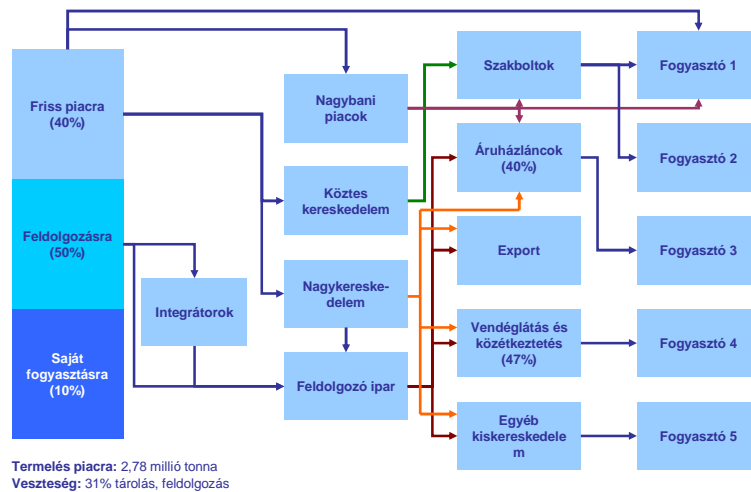 Friss piacra
(40%)
Feldolgozásra
(50%)
Saját
fogyasztásra
(10%)
Integrátorok
Nagybani
piacok
Köztes
kereskedelem
Nagykereske-
delem
Feldolgozó ipar
Szakboltok
Áruházláncok
(40%)
Export
Vendéglátás és
közétkeztetés
(47%)
Egyéb
kiskereskedele
m
Fogyasztó 1
Fogyasztó 2
Fogyasztó 3
Fogyasztó 4
Fogyasztó 5
Termelés piacra: 2,78 millió tonna
Veszteség: 31% tárolás, feldolgozás